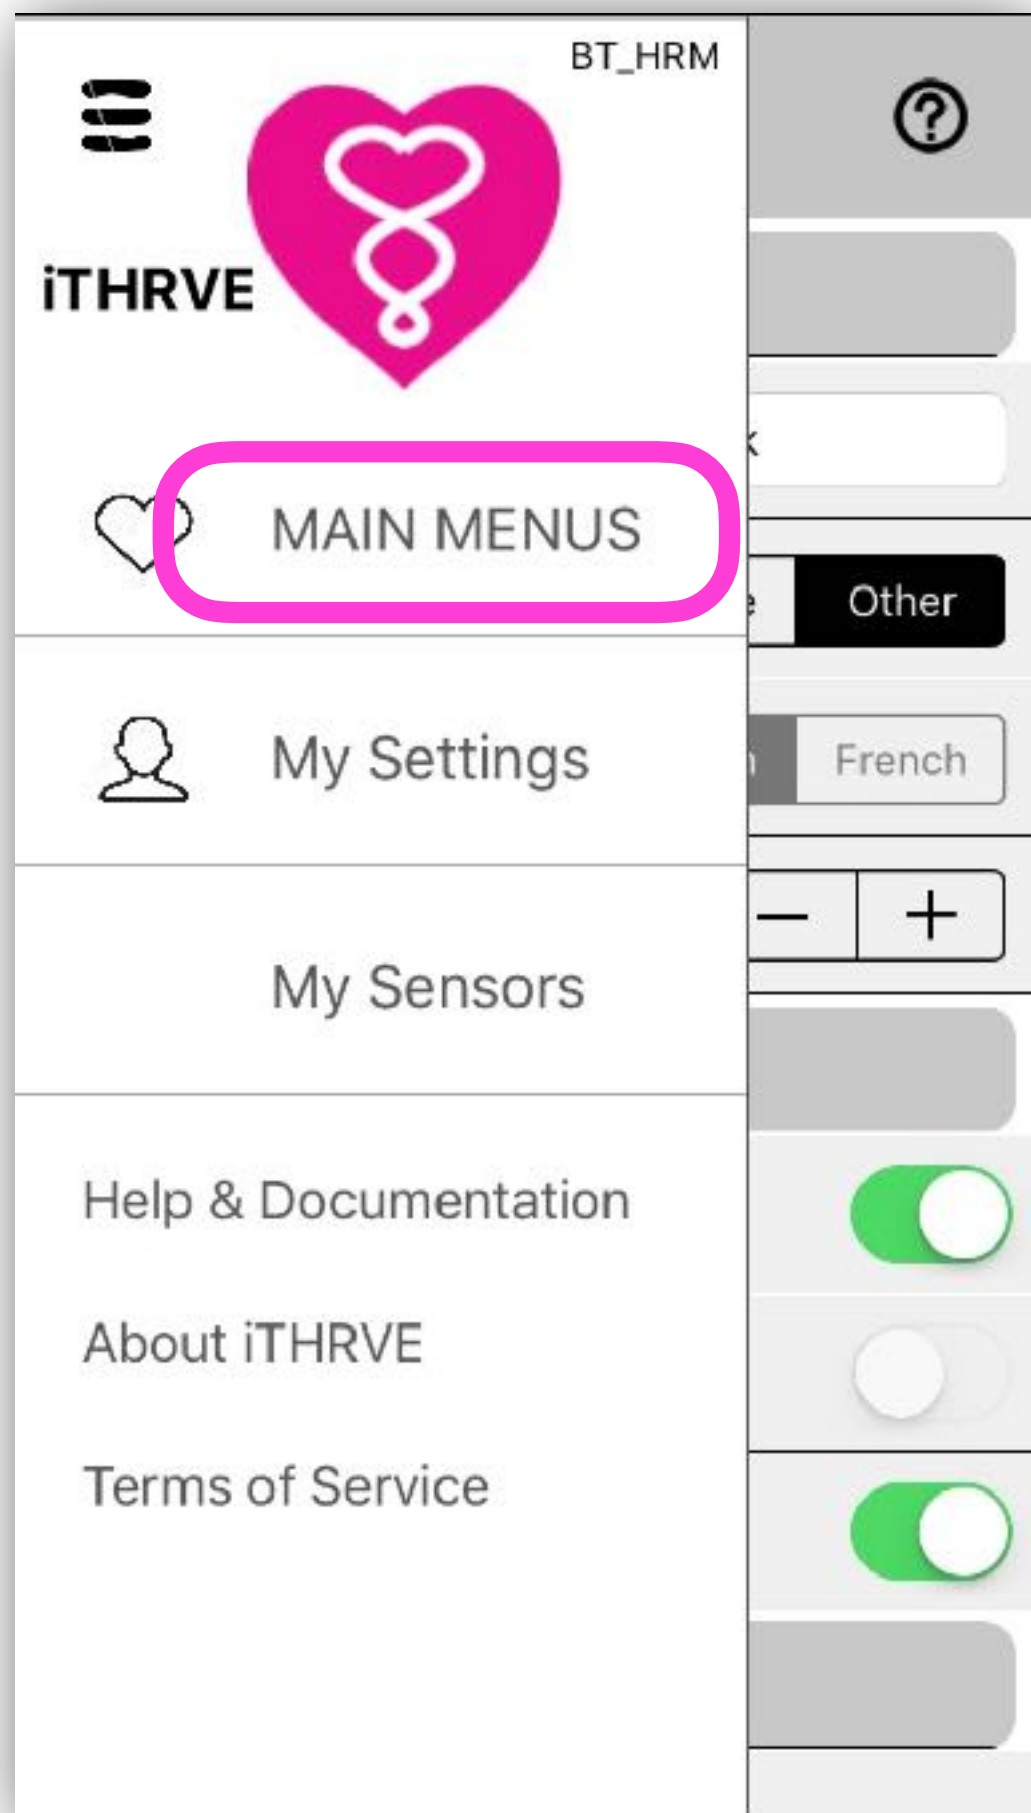 BT_HRM
iTHRVE
MAIN MENUS
Other
My Settings
French
My Sensors
Help & Documentation
About iTHRVE
Terms of Service